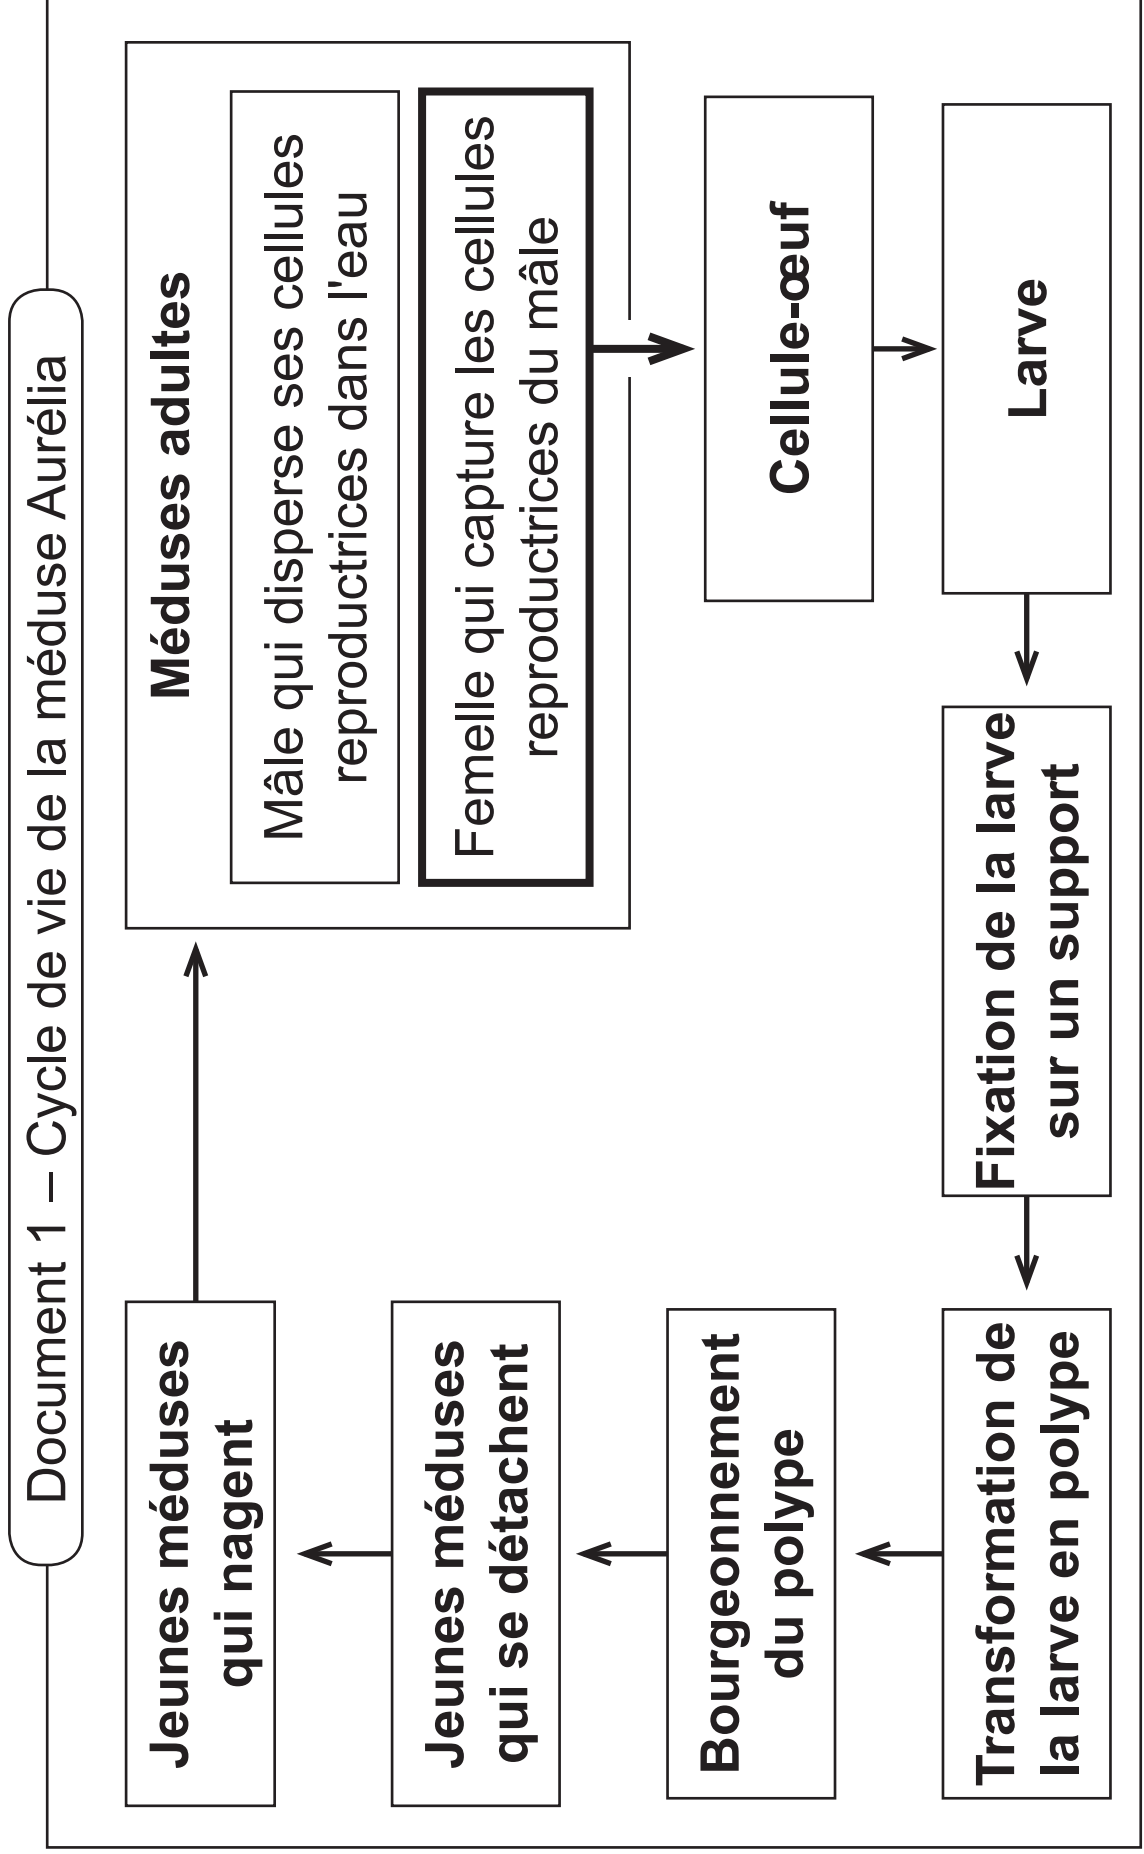 Document 1 – Cycle de vie de la méduse Aurélia
Méduses adultes
Mâle qui disperse ses cellules
reproductrices dans l'eau
Femelle qui capture les cellules
reproductrices du mâle
Cellule-œuf
Larve
Fixation de la larve
sur un support
Transformation de
la larve en polype
Bourgeonnement
du polype
Jeunes méduses
qui se détachent
Jeunes méduses
qui nagent